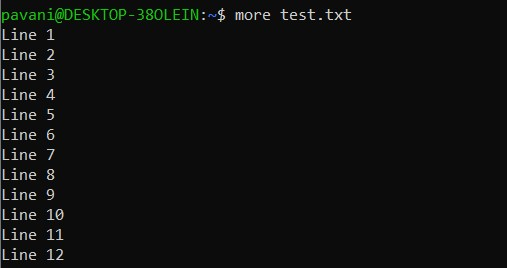 pavani@DESKTOP-38OLEIN:~$ more test.txt
Line 1
Line 2
Line 3
Line 4
Line 5
Line 6
Line 7
Line 8
Line 9
Line 10
Line 11
Line 12